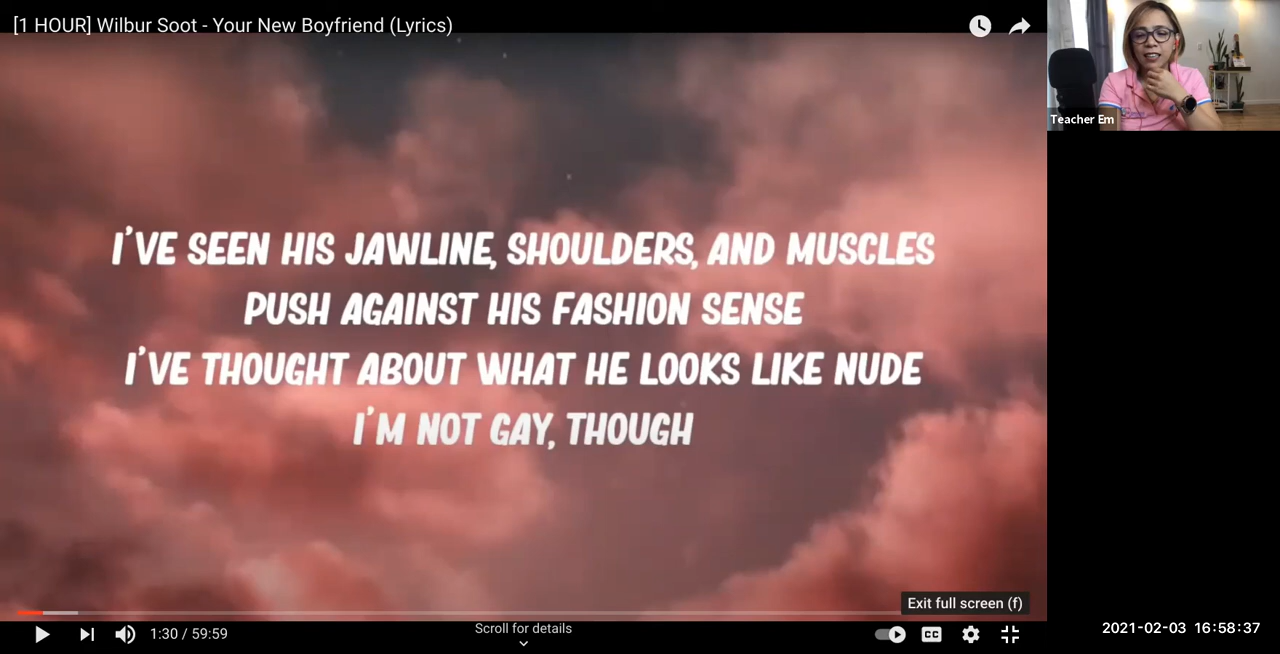 [1 HOUR] Wilbur Soot - Your New Boyfriend (Lyrics)
Teacher Em
I'VE SEEN HIS JAWLINE, SHOULDERS, AND MUSCLES
PUSH AGAINST HIS FASHION SENSE
I'VE THOUGHT ABOUT WHAT HE LOOKS LIKE NUDE
I'M NOT GAY, THOUGH
Exit full screen (f)
1:30 / 59:59
Scroll for details
CC
2021-02-03 16:58:37